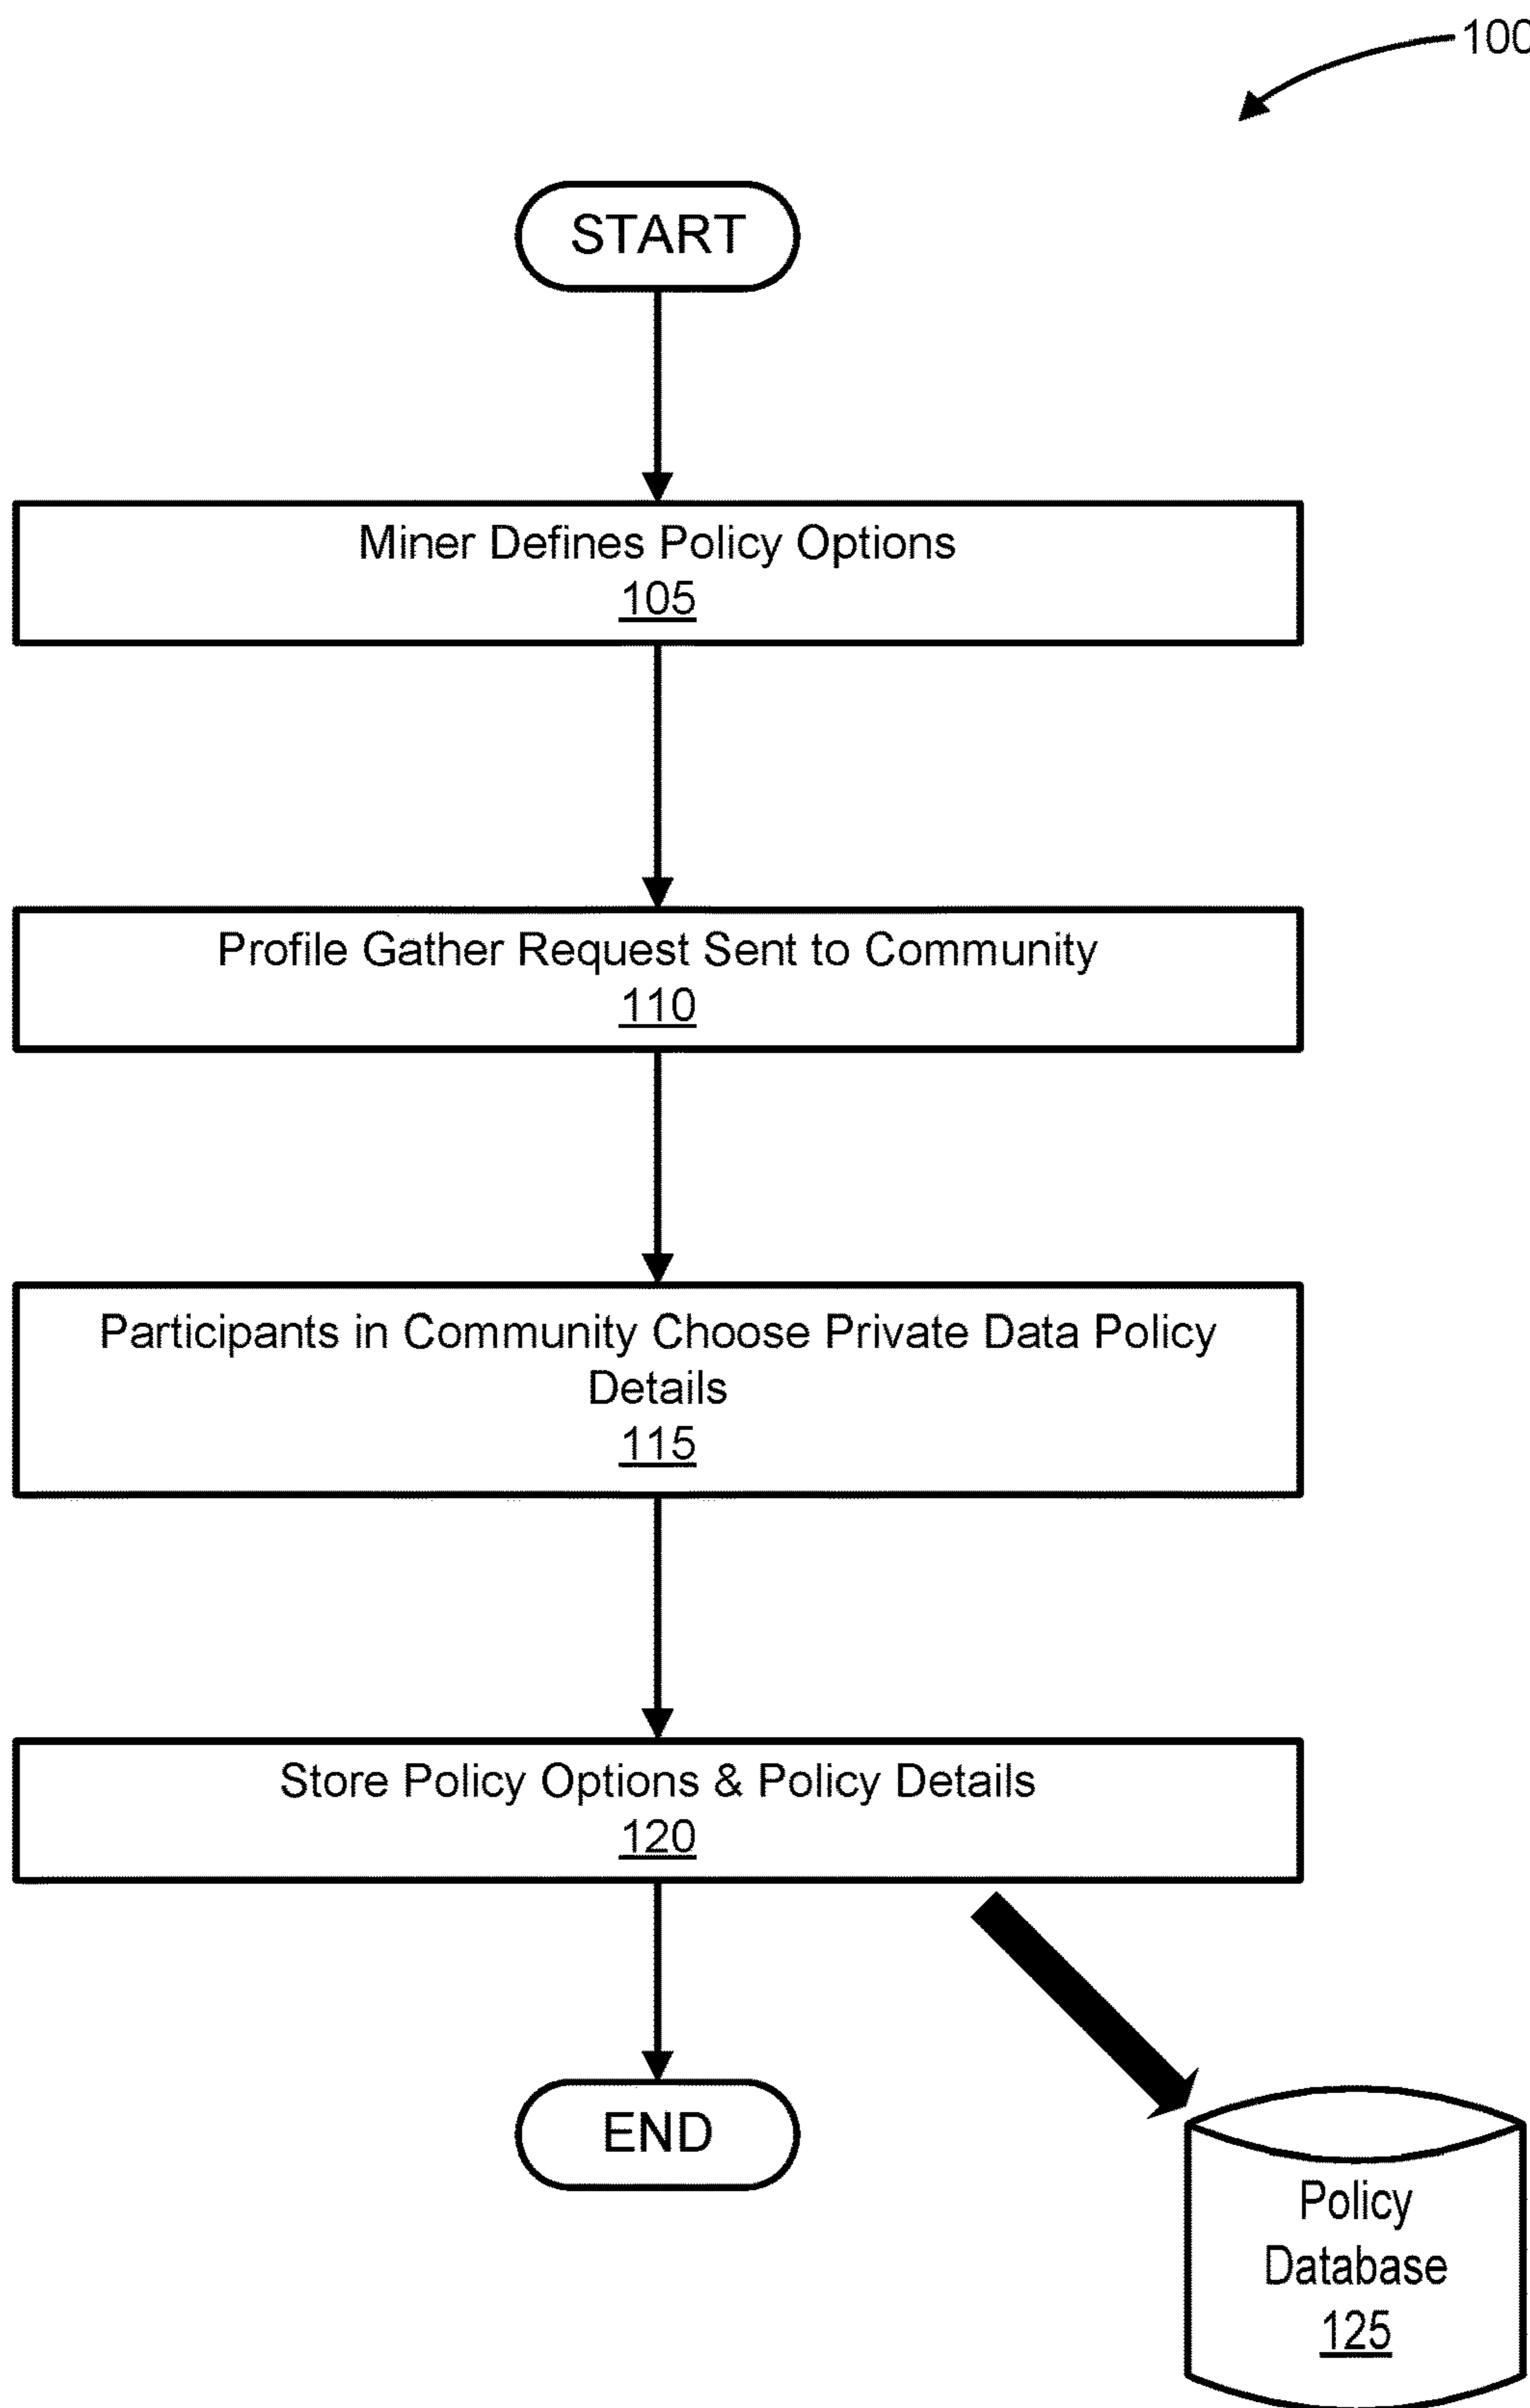 100
START
Miner Defines Policy Options
105
Profile Gather Request Sent to Community
110
Participants in Community Choose Private Data Policy
Details
115
Store Policy Options & Policy Details
120
END
Policy
Database
125